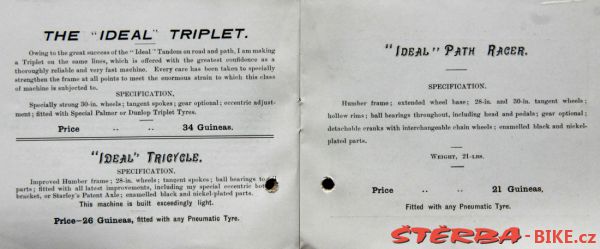 THE "IDEAL" TRIPLET.
Owing to the great success of the "Ideal" Tandem on road and path, I am making
a Triplet on the same lines, which is offered with the greatest confidence as a
thoroughly reliable and very fast machine. Every care has been taken to specially
strengthen the frame at all points to meet the enormous strain to which this class
of machine is subjected to.
SPECIFICATION.
Specially strong 30-in. wheels; tangent spokes; gear optional; eccentric adjust-
ment; fitted with Special Palmer or Dunlop Triplet Tyres.
Price .. .. 34 Guineas.
"IDEAL" TRICYCLE.
SPECIFICATION.
Improved Humber frame; 28-in. wheels; tangent spokes; ball bearings to
parts; fitted with all latest improvements, including my special eccentric
bracket, or Starley's Patent Axle; enamelled black and nickel-plated parts.
This machine is built exceedingly light.
Price—26 Guineas, fitted with any Pneumatic Tyre.
"IDEAL" PATH RACER.
SPECIFICATION.
Humber frame; extended wheel base; 28-in. and 30-in. tangent wheels;
hollow rims; ball bearings throughout, including head and pedals; gear optional;
detachable cranks with interchangeable chain wheels; enamelled black and nickel-
plated parts.
WEIGHT, 21-LBS.
Price .. .. 21 Guineas.
Fitted with any Pneumatic Tyre.
ŠTĚRBA-BIKE.cz